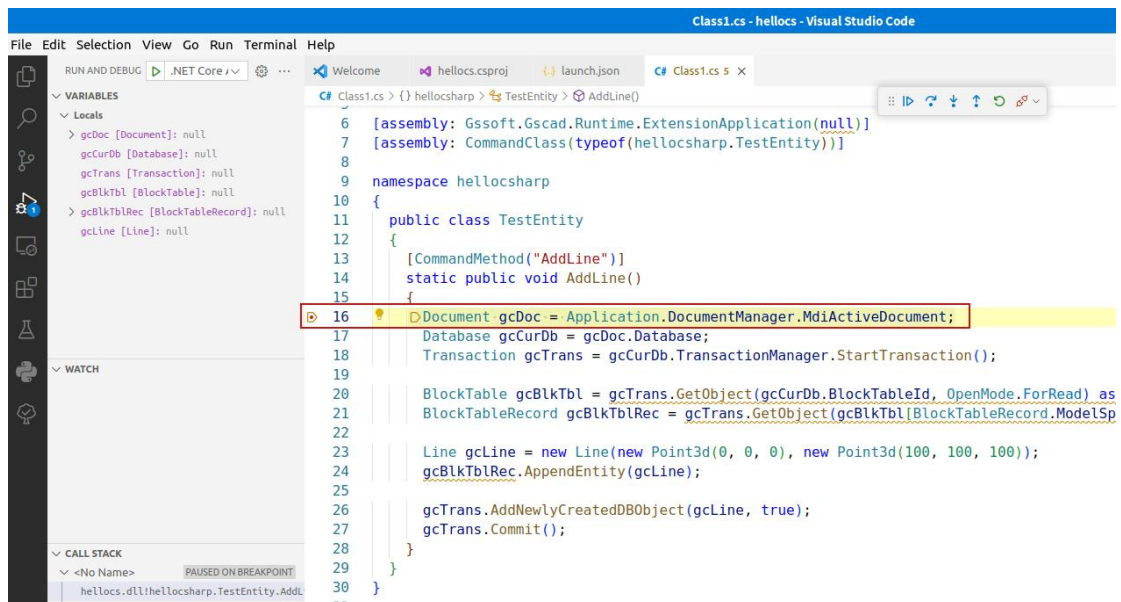 Class1.cs - hellocs - Visual Studio Code
File Edit Selection View Go Run Terminal Help
RUN AND DEBUG .NET Core
Welcome hellocs.csproj {..} launch.json C# Class1.cs 5 X
VARIABLES
C# Class1.cs > {} hellocsharp > TestEntity > AddLine()
Locals
gcDoc [Document]: null
gcCurDb [Database]: null
gcTrans [Transaction]: null
gcBlkTbl [BlockTable]: null
gcBlkTblRec [BlockTableRecord]: null
gcLine [Line]: null
6 [assembly: Gssoft.Gscad.Runtime.ExtensionApplication(null)]
7 [assembly: CommandClass(typeof(hellocsharp.TestEntity))]
8
9 namespace hellocsharp
10 {
11 public class TestEntity
12 {
13 [CommandMethod("AddLine")]
14 static public void AddLine()
15 {
16 Document gcDoc = Application.DocumentManager.MdiActiveDocument;
17 Database gcCurDb = gcDoc.Database;
18 Transaction gcTrans = gcCurDb.TransactionManager.StartTransaction();
19
20 BlockTable gcBlkTbl = gcTrans.GetObject(gcCurDb.BlockTableId, OpenMode.ForRead) as
21 BlockTableRecord gcBlkTblRec = gcTrans.GetObject(gcBlkTbl[BlockTableRecord.ModelSp
22
23 Line gcLine = new Line(new Point3d(0, 0, 0), new Point3d(100, 100, 100));
24 gcBlkTblRec.AppendEntity(gcLine);
25
26 gcTrans.AddNewlyCreatedDBObject(gcLine, true);
27 gcTrans.Commit();
28 }
29 }
30 }
1
WATCH
CALL STACK
<No Name> PAUSED ON BREAKPOINT
hellocs.dll!hellocsharp.TestEntity.AddL